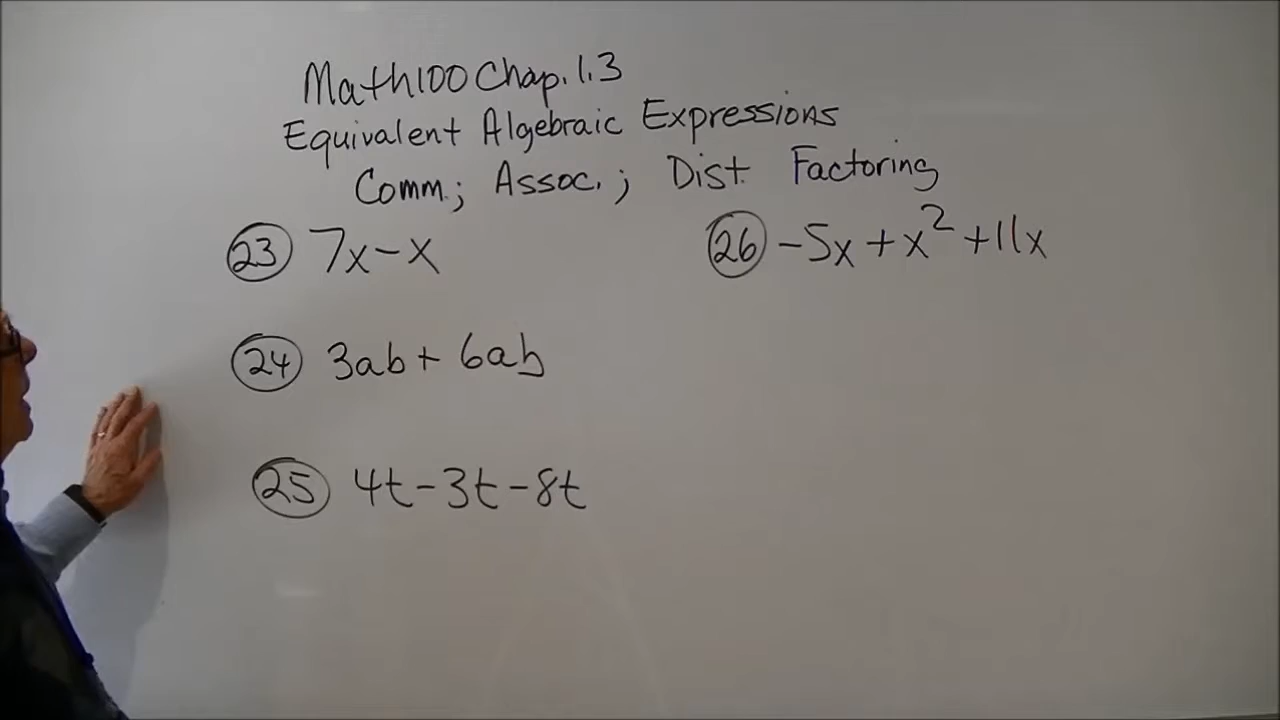 Math100 Chap. 1.3
Equivalent Algebraic Expressions
Comm.; Assoc.; Dist. Factoring
23 7x - x
26 -5x + x² + 11x
24 3ab + 6ab
25 4t - 3t - 8t